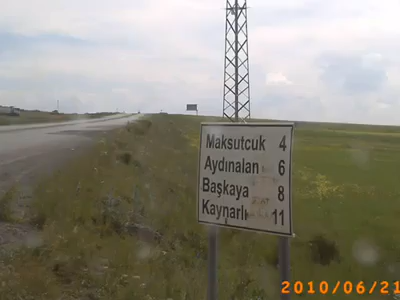 Maksutcuk 4
Aydınalan 6
Başkaya 8
Kaynarlı 11
2010/06/21